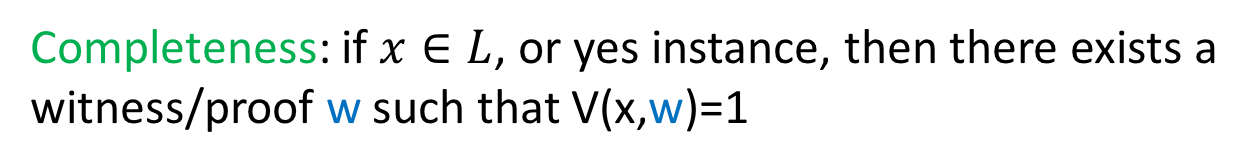 Completeness: if 𝑥 ∈ 𝐿, or yes instance, then there exists a
witness/proof w such that V(x,w)=1